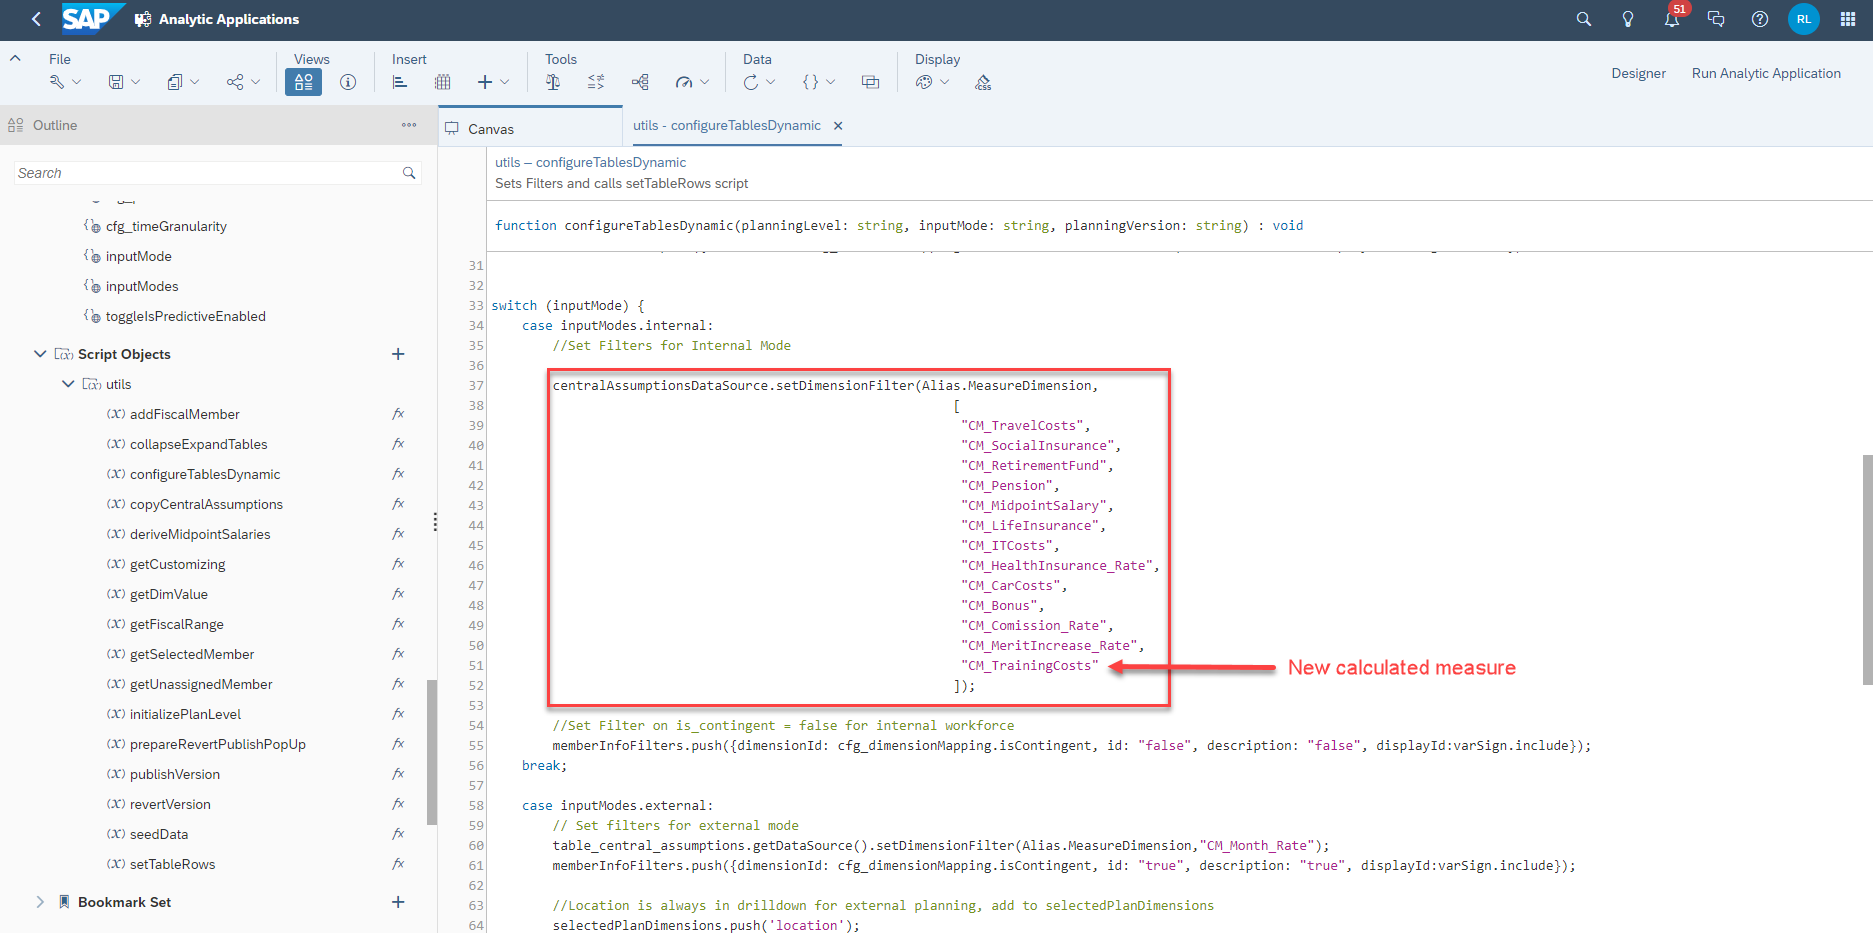 SAP Analytic Applications
51
RL
File
Views
Insert
Tools
Data
Display
Designer
Run Analytic Application
Outline
Canvas
utils - configureTablesDynamic
Search
cfg_timeGranularity
inputMode
inputModes
toggleIsPredictiveEnabled
Script Objects
utils
addFiscalMember
collapseExpandTables
configureTablesDynamic
copyCentralAssumptions
deriveMidpointSalaries
getCustomizing
getDimValue
getFiscalRange
getSelectedMember
getUnassignedMember
initializePlanLevel
prepareRevertPublishPopUp
publishVersion
revertVersion
seedData
setTableRows
Bookmark Set
utils – configureTablesDynamic
Sets Filters and calls setTableRows script
function configureTablesDynamic(planningLevel: string, inputMode: string, planningVersion: string) : void
31
32
33 switch (inputMode) {
34 case inputModes.internal:
35 //Set Filters for Internal Mode
36
37 centralAssumptionsDataSource.setDimensionFilter(Alias.MeasureDimension,
38 [
39 "CM_TravelCosts",
40 "CM_SocialInsurance",
41 "CM_RetirementFund",
42 "CM_Pension",
43 "CM_MidpointSalary",
44 "CM_LifeInsurance",
45 "CM_ITCosts",
46 "CM_HealthInsurance_Rate",
47 "CM_CarCosts",
48 "CM_Bonus",
49 "CM_Comission_Rate",
50 "CM_MeritIncrease_Rate",
51 "CM_TrainingCosts"
New calculated measure
52 ]);
53
54 //Set Filter on is_contingent = false for internal workforce
55 memberInfoFilters.push({dimensionId: cfg_dimensionMapping.isContingent, id: "false", description: "false", displayId:varSign.include});
56 break;
57
58 case inputModes.external:
59 // Set filters for external mode
60 table_central_assumptions.getDataSource().setDimensionFilter(Alias.MeasureDimension,"CM_Month_Rate");
61 memberInfoFilters.push({dimensionId: cfg_dimensionMapping.isContingent, id: "true", description: "true", displayId:varSign.include});
62
63 //Location is always in drilldown for external planning, add to selectedPlanDimensions
64 selectedPlanDimensions.push('location');